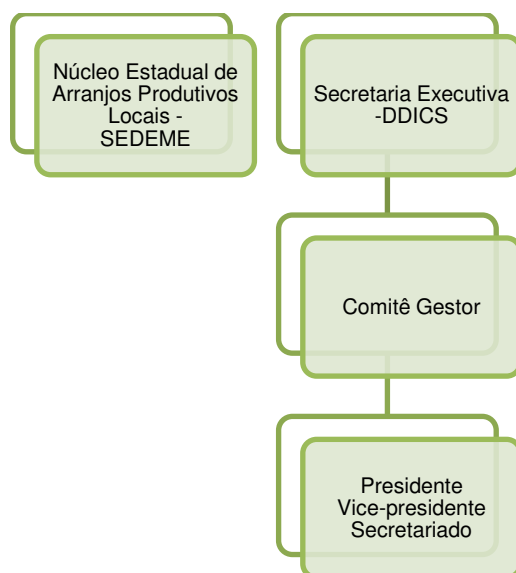 Núcleo Estadual de
Arranjos Produtivos
Locais -
SEDEME
Secretaria Executiva
-DDICS
Comitê Gestor
Presidente
Vice-presidente
Secretariado